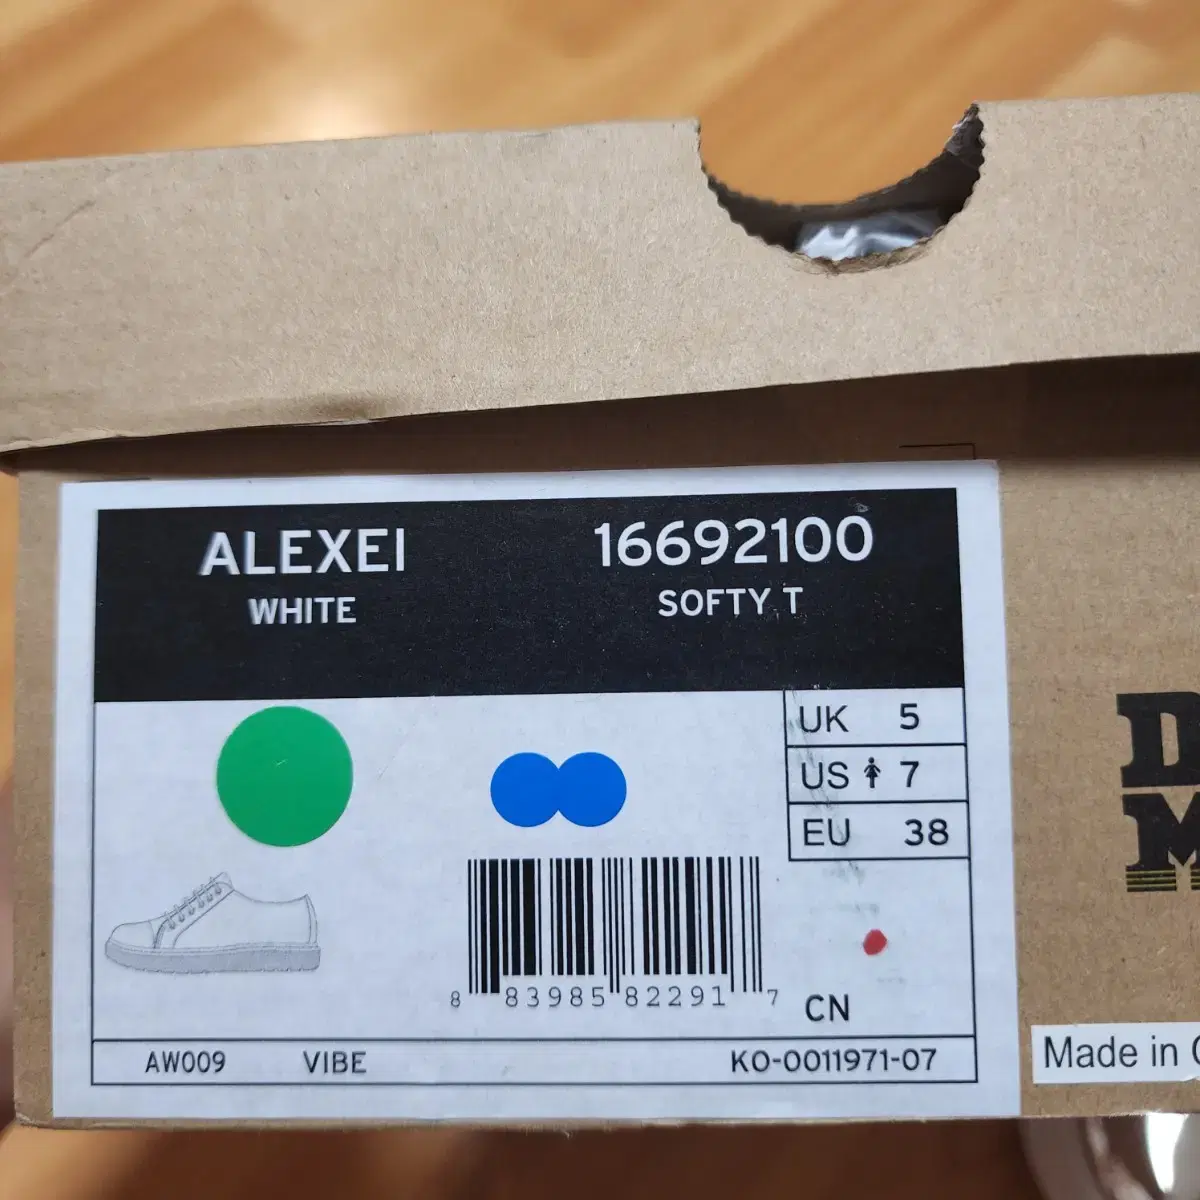 ALEXEI
WHITE
16692100
SOFTY T
UK 5
US 7
EU 38
8 83985 82291 7
CN
AW009 VIBE KO-0011971-07
D
M
Made in